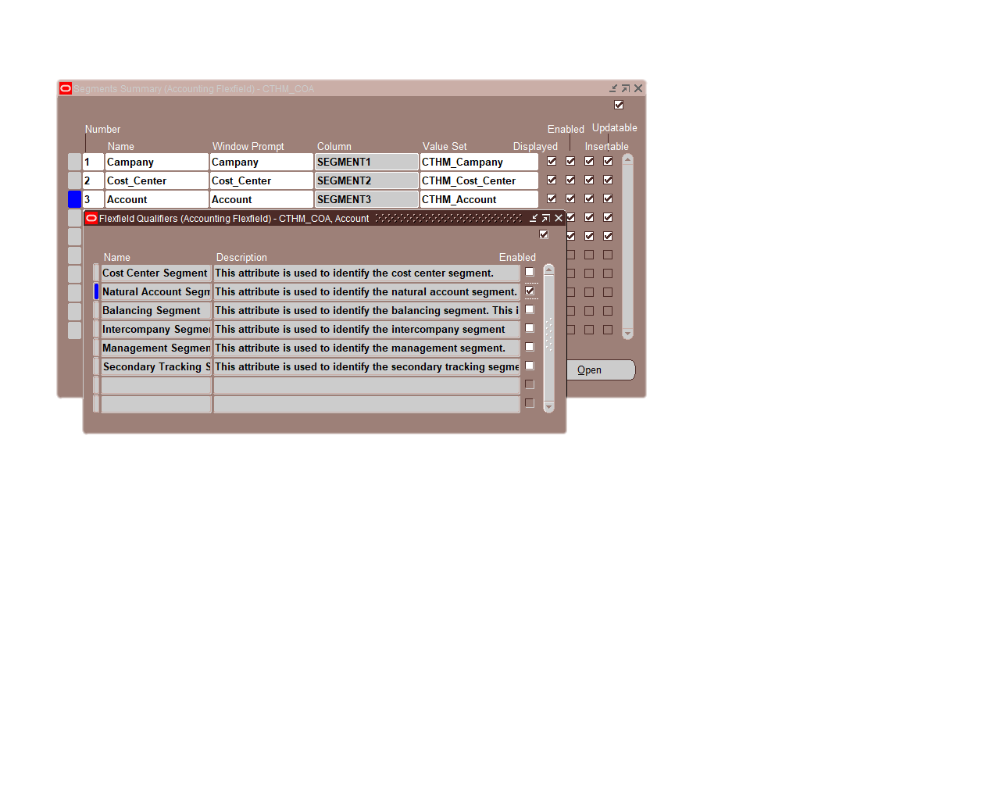 Segments Summary (Accounting Flexfield) - CTHM_COA
Number
Enabled
Updatable
Name
Window Prompt
Column
Value Set
Displayed
Insertable
1 Campany Campany SEGMENT1 CTHM_Campany
2 Cost_Center Cost_Center SEGMENT2 CTHM_Cost_Center
3 Account Account SEGMENT3 CTHM_Account
Flexfield Qualifiers (Accounting Flexfield) - CTHM_COA, Account
Name Description Enabled
Cost Center Segment This attribute is used to identify the cost center segment.
Natural Account Segm This attribute is used to identify the natural account segment.
Balancing Segment This attribute is used to identify the balancing segment. This i
Intercompany Segmen This attribute is used to identify the intercompany segment
Management Segmen This attribute is used to identify the management segment.
Secondary Tracking S This attribute is used to identify the secondary tracking segme
Open